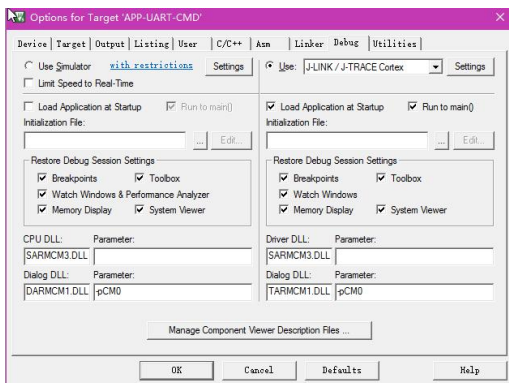 Options for Target 'APP-UART-CMD'
Device Target Output Listing User C/C++ Asm Linker Debug Utilities
Use Simulator with restrictions Settings
Limit Speed to Real-Time
Use: J-LINK / J-TRACE Cortex Settings
Load Application at Startup Run to main()
Initialization File:
... Edit...
Load Application at Startup Run to main()
Initialization File:
... Edit...
Restore Debug Session Settings
Breakpoints Toolbox
Watch Windows & Performance Analyzer
Memory Display System Viewer
Restore Debug Session Settings
Breakpoints Toolbox
Watch Windows
Memory Display System Viewer
CPU DLL: Parameter:
SARMCM3.DLL
Dialog DLL: Parameter:
DARMCM1.DLL -pCM0
Driver DLL: Parameter:
SARMCM3.DLL
Dialog DLL: Parameter:
TARMCM1.DLL -pCM0
Manage Component Viewer Description Files ...
OK Cancel Defaults Help